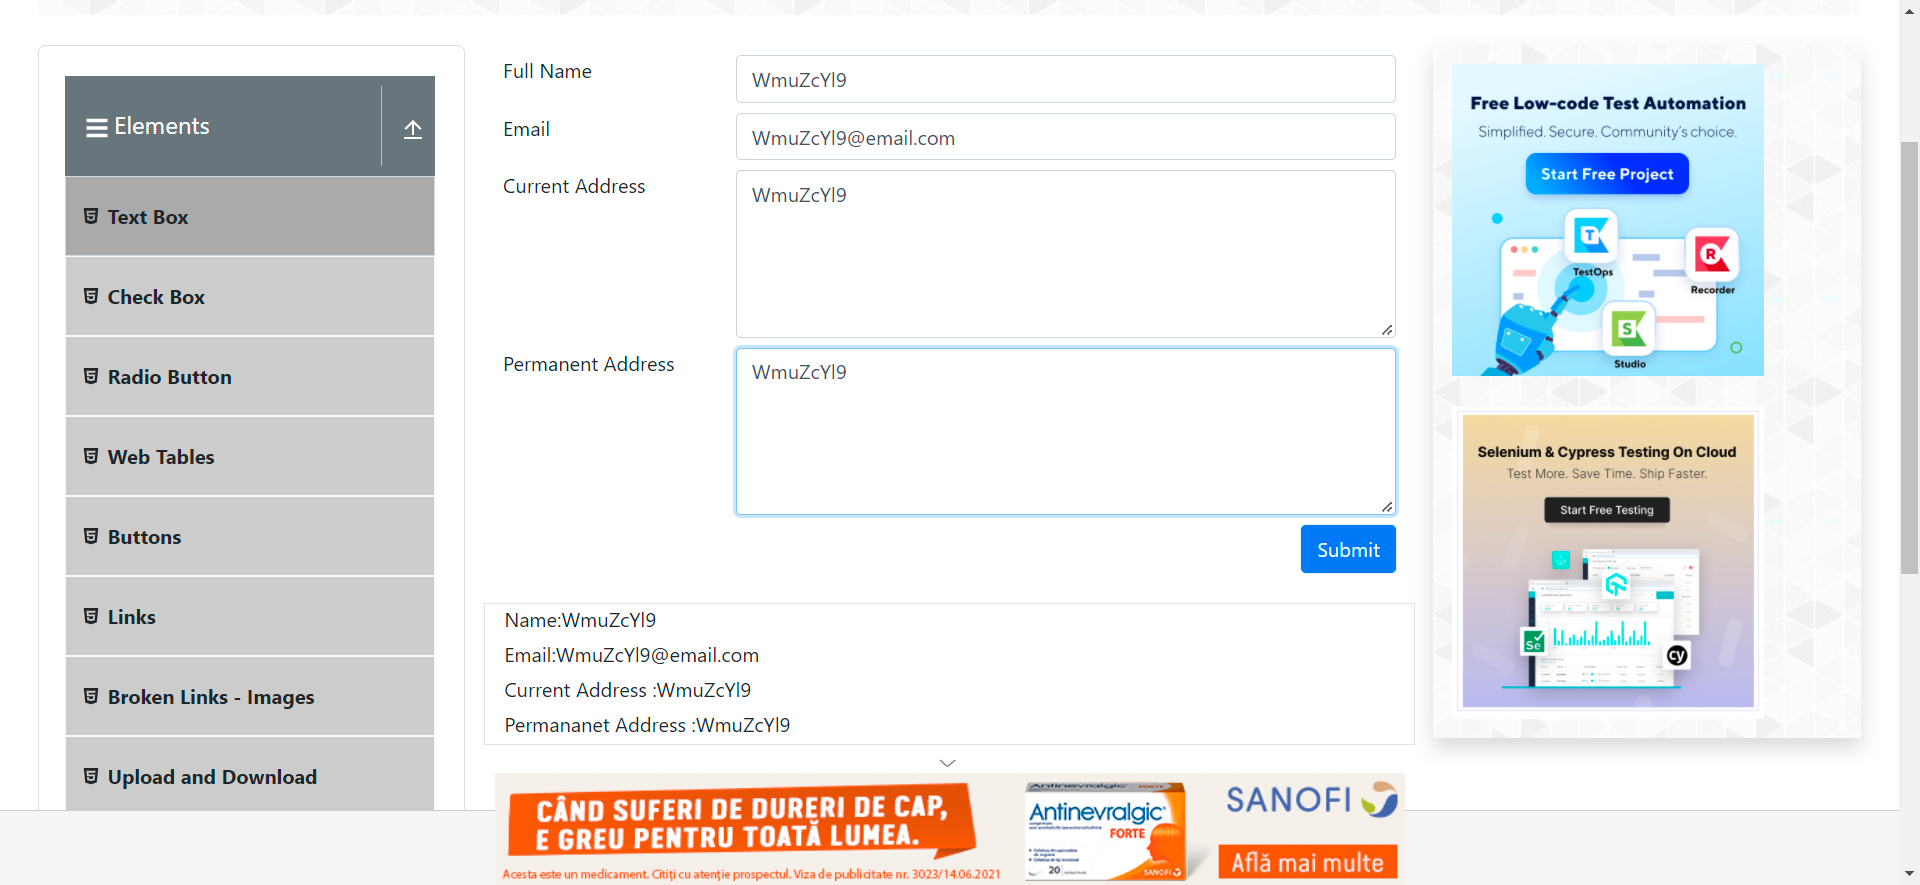 Elements
Text Box
Check Box
Radio Button
Web Tables
Buttons
Links
Broken Links - Images
Upload and Download
Full Name
WmuZcYl9
Email
WmuZcYl9@email.com
Current Address
WmuZcYl9
Permanent Address
WmuZcYl9
Submit
Name:WmuZcYl9
Email:WmuZcYl9@email.com
Current Address :WmuZcYl9
Permananet Address :WmuZcYl9
Free Low-code Test Automation
Simplified. Secure. Community's choice.
Start Free Project
TestOps
Recorder
Studio
Selenium & Cypress Testing On Cloud
Test More. Save Time. Ship Faster.
Start Free Testing
Se
cy
CÂND SUFERI DE DURERI DE CAP,
E GREU PENTRU TOATĂ LUMEA.
Acesta este un medicament. Citiți cu atenție prospectul. Viza de publicitate nr. 3023/14.06.2021
Antinevralgic
FORTE
20
SANOFI
SANOFI
Află mai multe